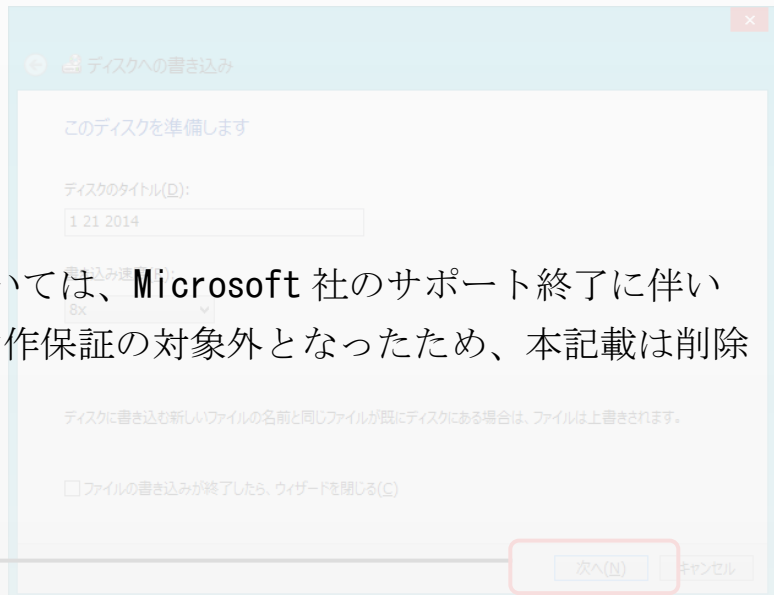 ディスクへの書き込み
このディスクを準備します
ディスクのタイトル(D):
1 21 2014
いては、Microsoft 社のサポート終了に伴い
書き込み速度
8x
作保証の対象外となったため、本記載は削除
ディスクに書き込む新しいファイルの名前と同じファイルが既にディスクにある場合は、ファイルは上書きされます。
ファイルの書き込みが終了したら、ウィザードを閉じる(C)
次へ(N) キャンセル